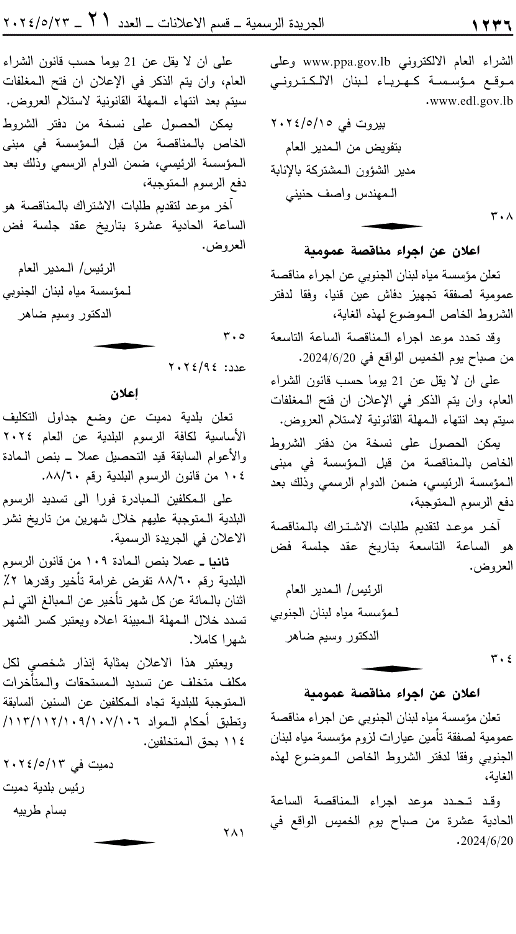 ١٢٣٦
الجريدة الرسمية ـ قسم الاعلانات ـ العدد ٢١ ـ ٢٠٢٤/٥/٢٣
الشراء العام الالكتروني www.ppa.gov.lb وعلى
موقع مؤسسة كهرباء لبنان الالكتروني
www.edl.gov.lb.
بيروت في ٢٠٢٤/٥/١٥
بتفويض من المدير العام
مدير الشؤون المشتركة بالإنابة
المهندس واصف حنيني
٣٠٨
اعلان عن اجراء مناقصة عمومية
تعلن مؤسسة مياه لبنان الجنوبي عن اجراء مناقصة
عمومية لصفقة تجهيز دفاش عين قنيا، وفقا لدفتر
الشروط الخاص الموضوع لهذه الغاية،
وقد تحدد موعد اجراء المناقصة الساعة التاسعة
من صباح يوم الخميس الواقع في 2024/6/20.
على ان لا يقل عن 21 يوما حسب قانون الشراء
العام، وان يتم الذكر في الإعلان ان فتح المغلفات
سيتم بعد انتهاء المهلة القانونية لاستلام العروض.
يمكن الحصول على نسخة من دفتر الشروط
الخاص بالمناقصة من قبل المؤسسة في مبنى
المؤسسة الرئيسي، ضمن الدوام الرسمي وذلك بعد
دفع الرسوم المتوجبة،
آخر موعد لتقديم طلبات الاشتراك بالمناقصة
هو الساعة التاسعة بتاريخ عقد جلسة فض
العروض.
الرئيس/ المدير العام
لمؤسسة مياه لبنان الجنوبي
الدكتور وسيم ضاهر
٣٠٤
اعلان عن اجراء مناقصة عمومية
تعلن مؤسسة مياه لبنان الجنوبي عن اجراء مناقصة
عمومية لصفقة تأمين عيارات لزوم مؤسسة مياه لبنان
الجنوبي وفقا لدفتر الشروط الخاص الموضوع لهذه
الغاية،
وقد تحدد موعد اجراء المناقصة الساعة
الحادية عشرة من صباح يوم الخميس الواقع في
2024/6/20.
على ان لا يقل عن 21 يوما حسب قانون الشراء
العام، وان يتم الذكر في الإعلان ان فتح المغلفات
سيتم بعد انتهاء المهلة القانونية لاستلام العروض.
يمكن الحصول على نسخة من دفتر الشروط
الخاص بالمناقصة من قبل المؤسسة في مبنى
المؤسسة الرئيسي، ضمن الدوام الرسمي وذلك بعد
دفع الرسوم المتوجبة،
آخر موعد لتقديم طلبات الاشتراك بالمناقصة هو
الساعة الحادية عشرة بتاريخ عقد جلسة فض
العروض.
الرئيس/ المدير العام
لمؤسسة مياه لبنان الجنوبي
الدكتور وسيم ضاهر
٣٠٥
عدد: ٢٠٢٤/٩٤
إعلان
تعلن بلدية دميت عن وضع جداول التكليف
الأساسية لكافة الرسوم البلدية عن العام ٢٠٢٤
والأعوام السابقة قيد التحصيل عملا ـ بنص المادة
١٠٤ من قانون الرسوم البلدية رقم ٨٨/٦٠.
على المكلفين المبادرة فورا الى تسديد الرسوم
البلدية المتوجبة عليهم خلال شهرين من تاريخ نشر
الاعلان في الجريدة الرسمية.
ثانيا ـ عملا بنص المادة ١٠٩ من قانون الرسوم
البلدية رقم ٨٨/٦٠ تفرض غرامة تأخير وقدرها ٢٪
اثنان بالمائة عن كل شهر تأخير عن المبالغ التي لم
تسدد خلال المهلة المبينة اعلاه ويعتبر كسر الشهر
شهرا كاملا.
ويعتبر هذا الاعلان بمثابة إنذار شخصي لكل
مكلف متخلف عن تسديد المستحقات والمتأخرات
المتوجبة للبلدية تجاه المكلفين عن السنين السابقة
وتطبق أحكام المواد ١٠٦/١٠٧/١٠٩/١١٢/١١٣/
١١٤ بحق المتخلفين.
دميت في ٢٠٢٤/٥/١٣
رئيس بلدية دميت
بسام طربيه
٢٨١